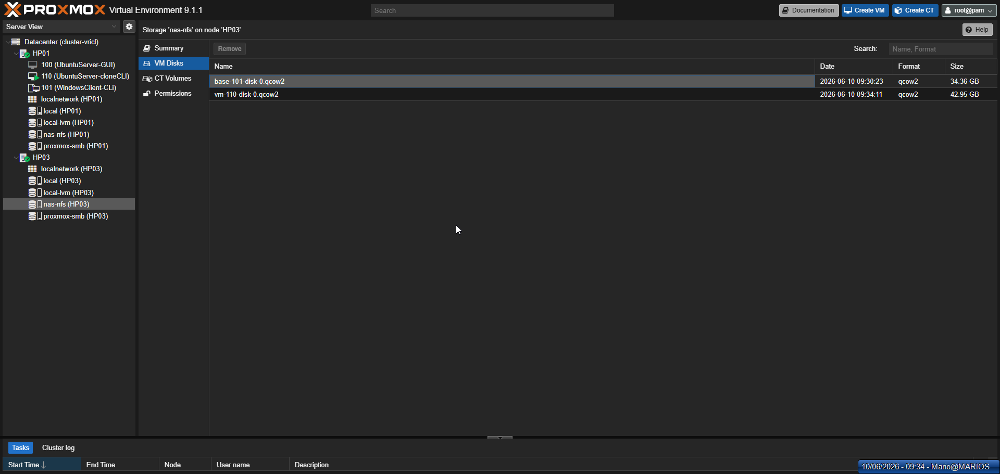 PROXMOX Virtual Environment 9.1.1
Search
Documentation
Create VM
Create CT
root@pam
Server View
Storage 'nas-nfs' on node 'HP03'
Help
Datacenter (cluster-vricl)
HP01
100 (UbuntuServer-GUI)
110 (UbuntuServer-cloneCLI)
101 (WindowsClient-CLi)
localnetwork (HP01)
local (HP01)
local-lvm (HP01)
nas-nfs (HP01)
proxmox-smb (HP01)
HP03
localnetwork (HP03)
local (HP03)
local-lvm (HP03)
nas-nfs (HP03)
proxmox-smb (HP03)
Summary
VM Disks
CT Volumes
Permissions
Remove
Search: Name, Format
Name Date Format Size
base-101-disk-0.qcow2 2026-06-10 09:30:23 qcow2 34.36 GB
vm-110-disk-0.qcow2 2026-06-10 09:34:11 qcow2 42.95 GB
Tasks Cluster log
Start Time End Time Node User name Description
10/06/2026 - 09:34 - Mario@MARIOS